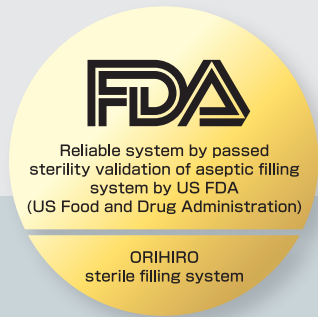 FDA
Reliable system by passed
sterility validation of aseptic filling
system by US FDA
(US Food and Drug Administration)
ORIHIRO
sterile filling system